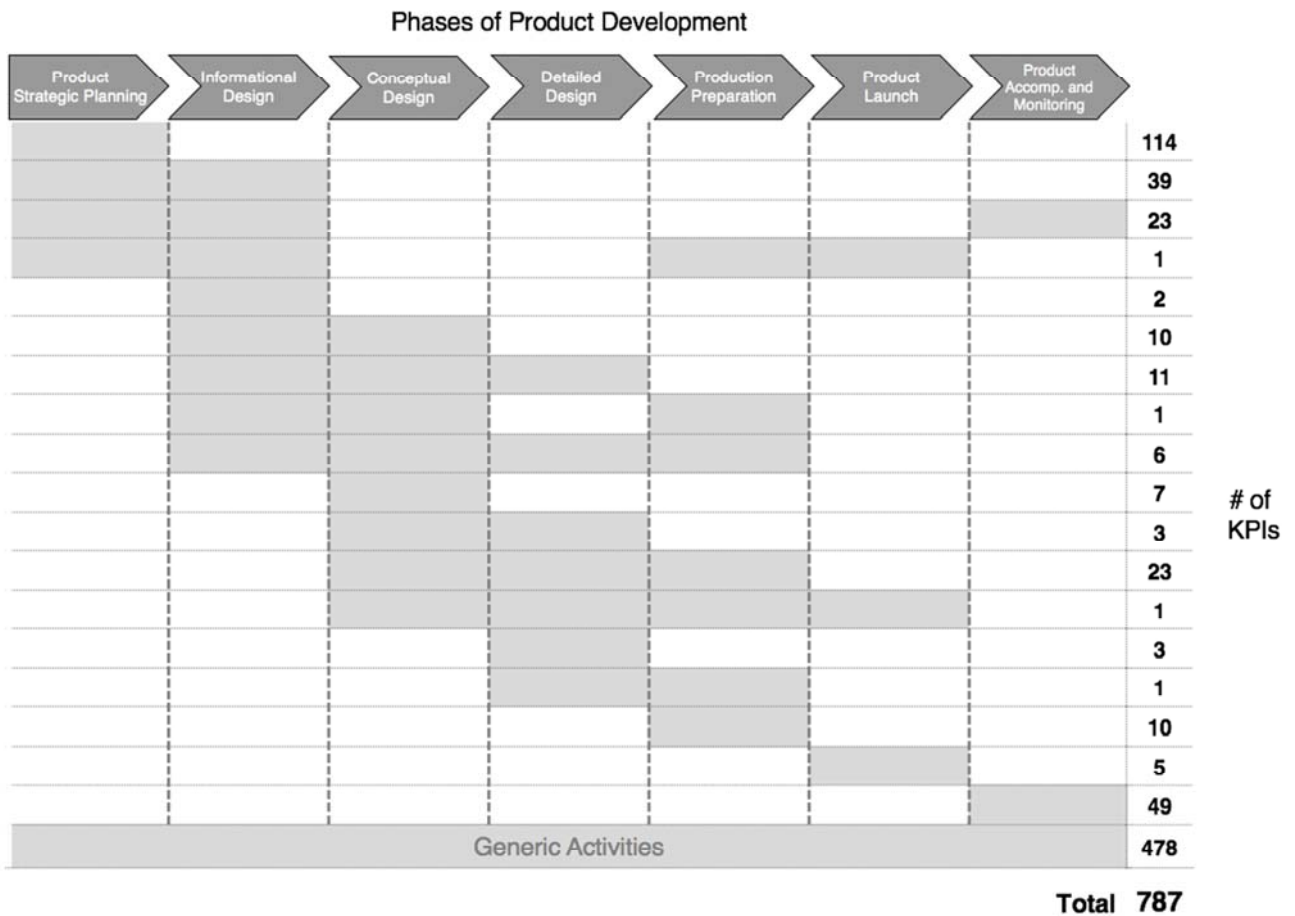 Phases of Product Development
Product
Strategic Planning
Informational
Design
Conceptual
Design
Detailed
Design
Production
Preparation
Product
Launch
Product
Accomp. and
Monitoring
114
39
23
1
2
10
11
1
6
7
3
23
1
3
1
10
5
49
Generic Activities
478
# of
KPIs
Total 787